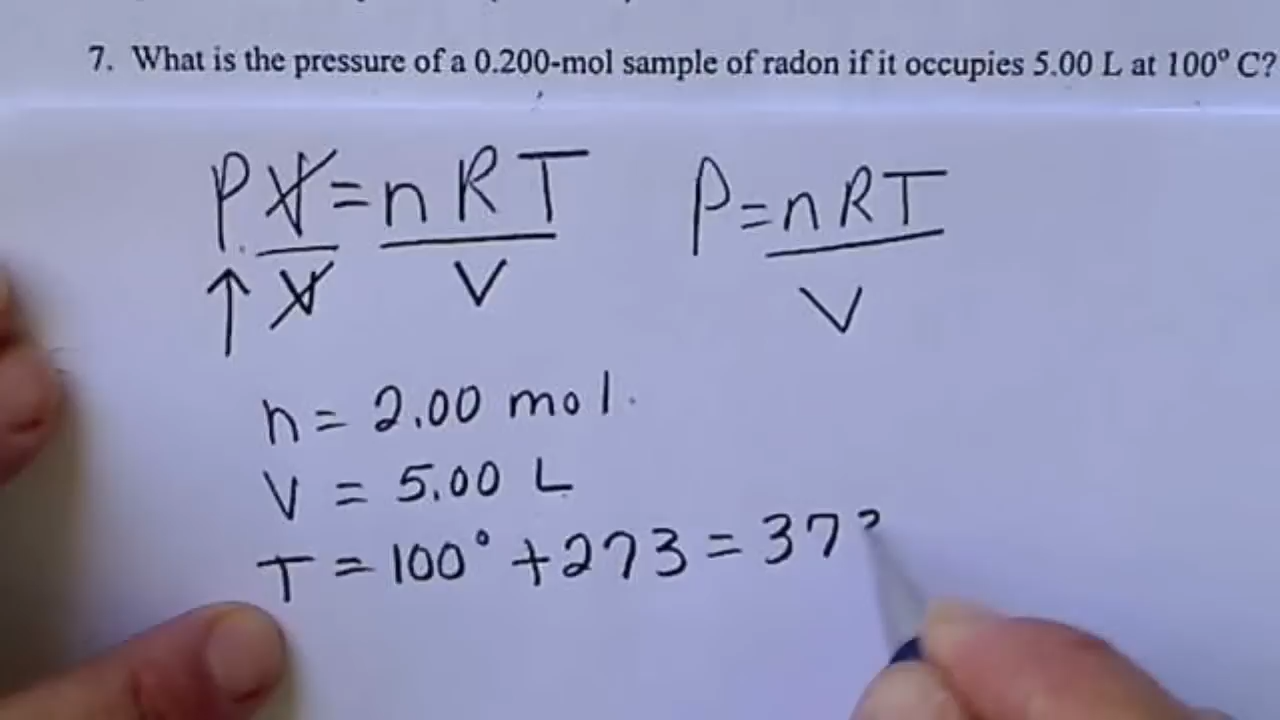 7. What is the pressure of a 0.200-mol sample of radon if it occupies 5.00 L at 100° C?
PV = nRT P = nRT
V V V
n = 2.00 mol.
V = 5.00 L
T = 100° + 273 = 37